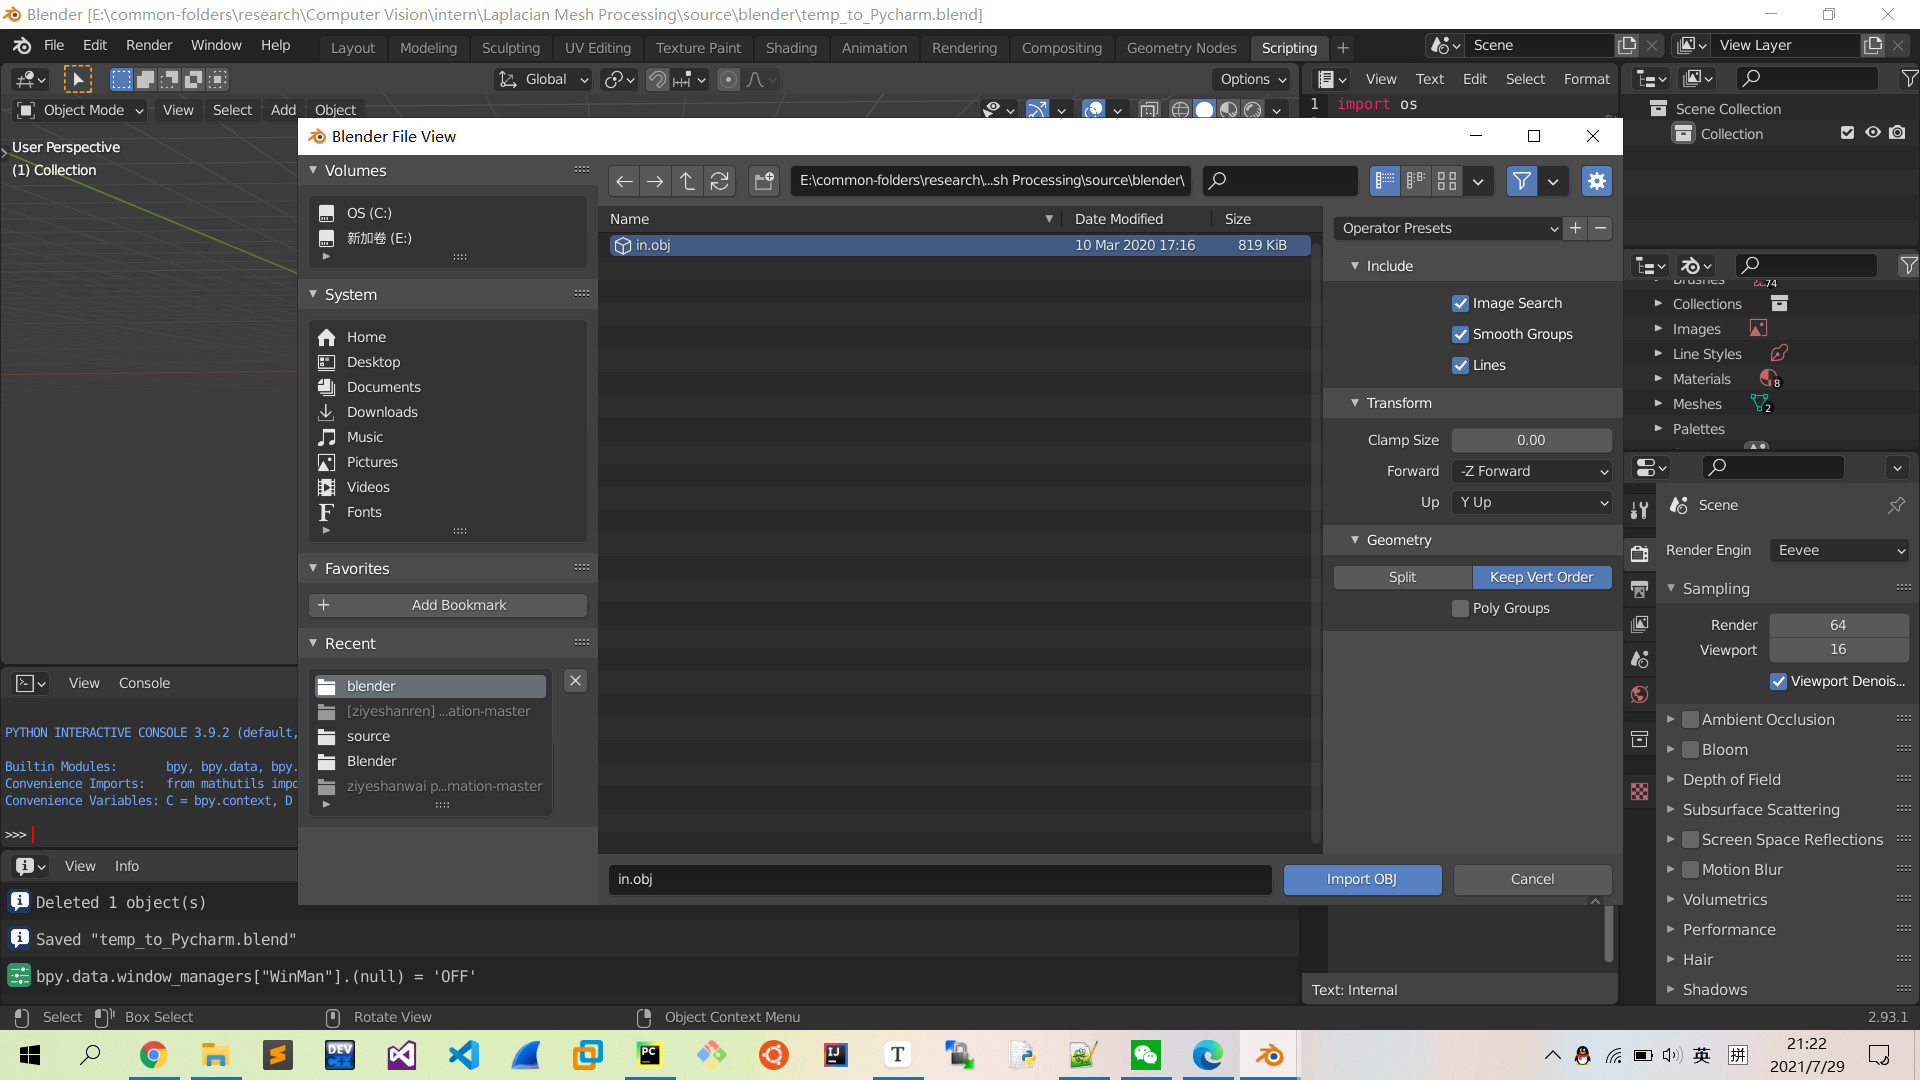 Blender [E:\common-folders\research\Computer Vision\intern\Laplacian Mesh Processing\source\blender\temp_to_Pycharm.blend]
File Edit Render Window Help Layout Modeling Sculpting UV Editing Texture Paint Shading Animation Rendering Compositing Geometry Nodes Scripting + Scene View Layer
Global Options View Text Edit Select Format
Object Mode View Select Add Object
1 import os
Scene Collection
Collection
User Perspective
(1) Collection
Blender File View
Volumes
OS (C:)
新加卷 (E:)
System
Home
Desktop
Documents
Downloads
Music
Pictures
Videos
Fonts
Favorites
Add Bookmark
Recent
blender
[ziyeshanren] ...ation-master
source
Blender
ziyeshanwai p...mation-master
E:\common-folders\research\...sh Processing\source\blender\
Name Date Modified Size
in.obj 10 Mar 2020 17:16 819 KiB
Operator Presets
Include
Image Search
Smooth Groups
Lines
Transform
Clamp Size 0.00
Forward -Z Forward
Up Y Up
Geometry
Split Keep Vert Order
Poly Groups
in.obj
Import OBJ Cancel
Brushes 74
Collections
Images
Line Styles
Materials 8
Meshes 2
Palettes
Scene
Render Engin Eevee
Sampling
Render 64
Viewport 16
Viewport Denois...
Ambient Occlusion
Bloom
Depth of Field
Subsurface Scattering
Screen Space Reflections
Motion Blur
Volumetrics
Performance
Hair
Shadows
View Console
PYTHON INTERACTIVE CONSOLE 3.9.2 (default,
Builtin Modules: bpy, bpy.data, bpy.
Convenience Imports: from mathutils impo
Convenience Variables: C = bpy.context, D
>>>
View Info
Deleted 1 object(s)
Saved "temp_to_Pycharm.blend"
bpy.data.window_managers["WinMan"].(null) = 'OFF'
Text: Internal
Select Box Select Rotate View Object Context Menu 2.93.1
DEV C++ PC IJ T 英 拼
21:22
2021/7/29